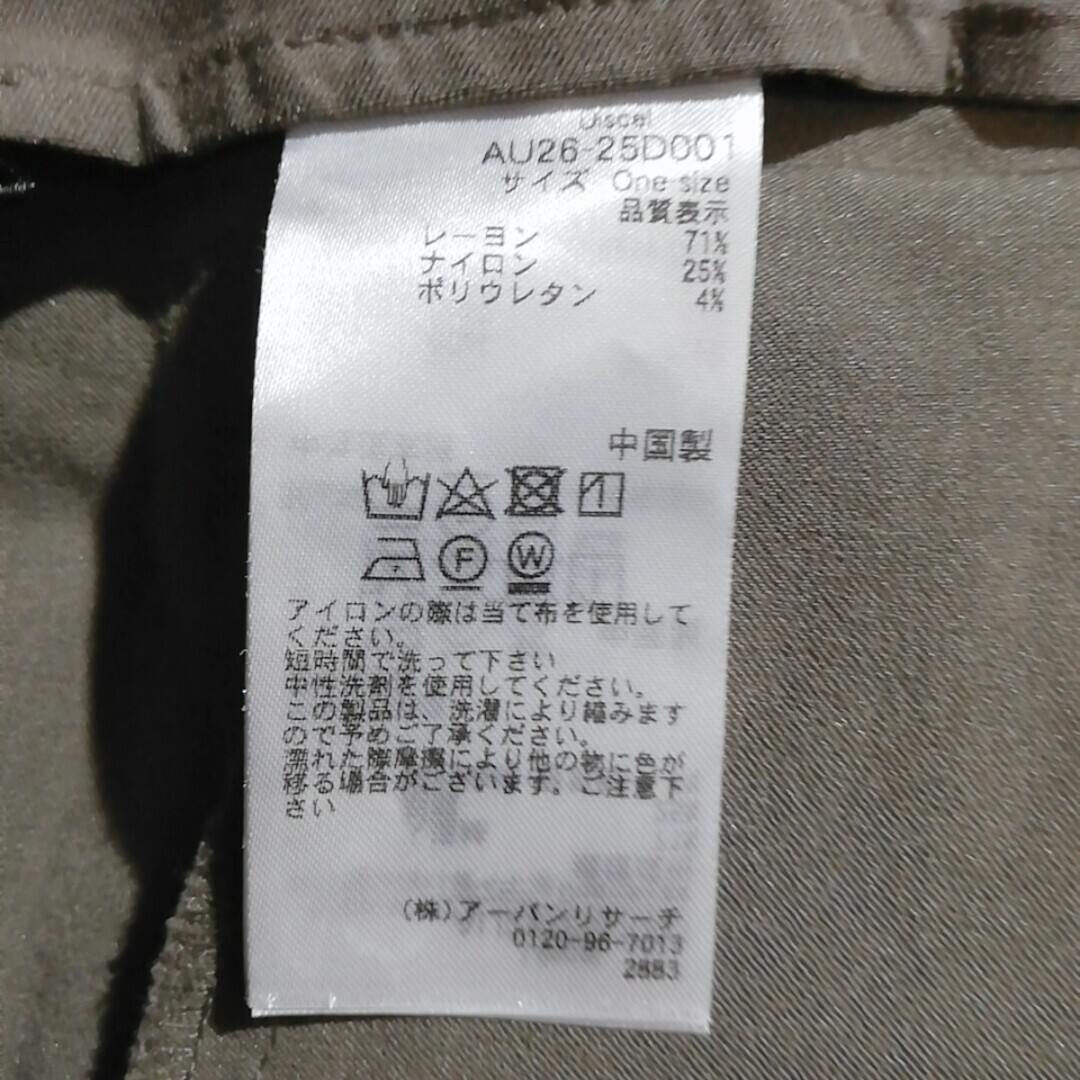 Discel
AU26-25D001
サイズ One size
品質表示
レーヨン 71%
ナイロン 25%
ポリウレタン 4%
中国製
F W
アイロンの際は当て布を使用して
ください。
短時間で洗って下さい
中性洗剤を使用してください。
この製品は、洗濯により縮みます
ので予めご了承ください。
濡れた際摩擦により他の物に色が
移る場合がございます。ご注意下
さい
(株)アーバンリサーチ
0120-96-7013
2883